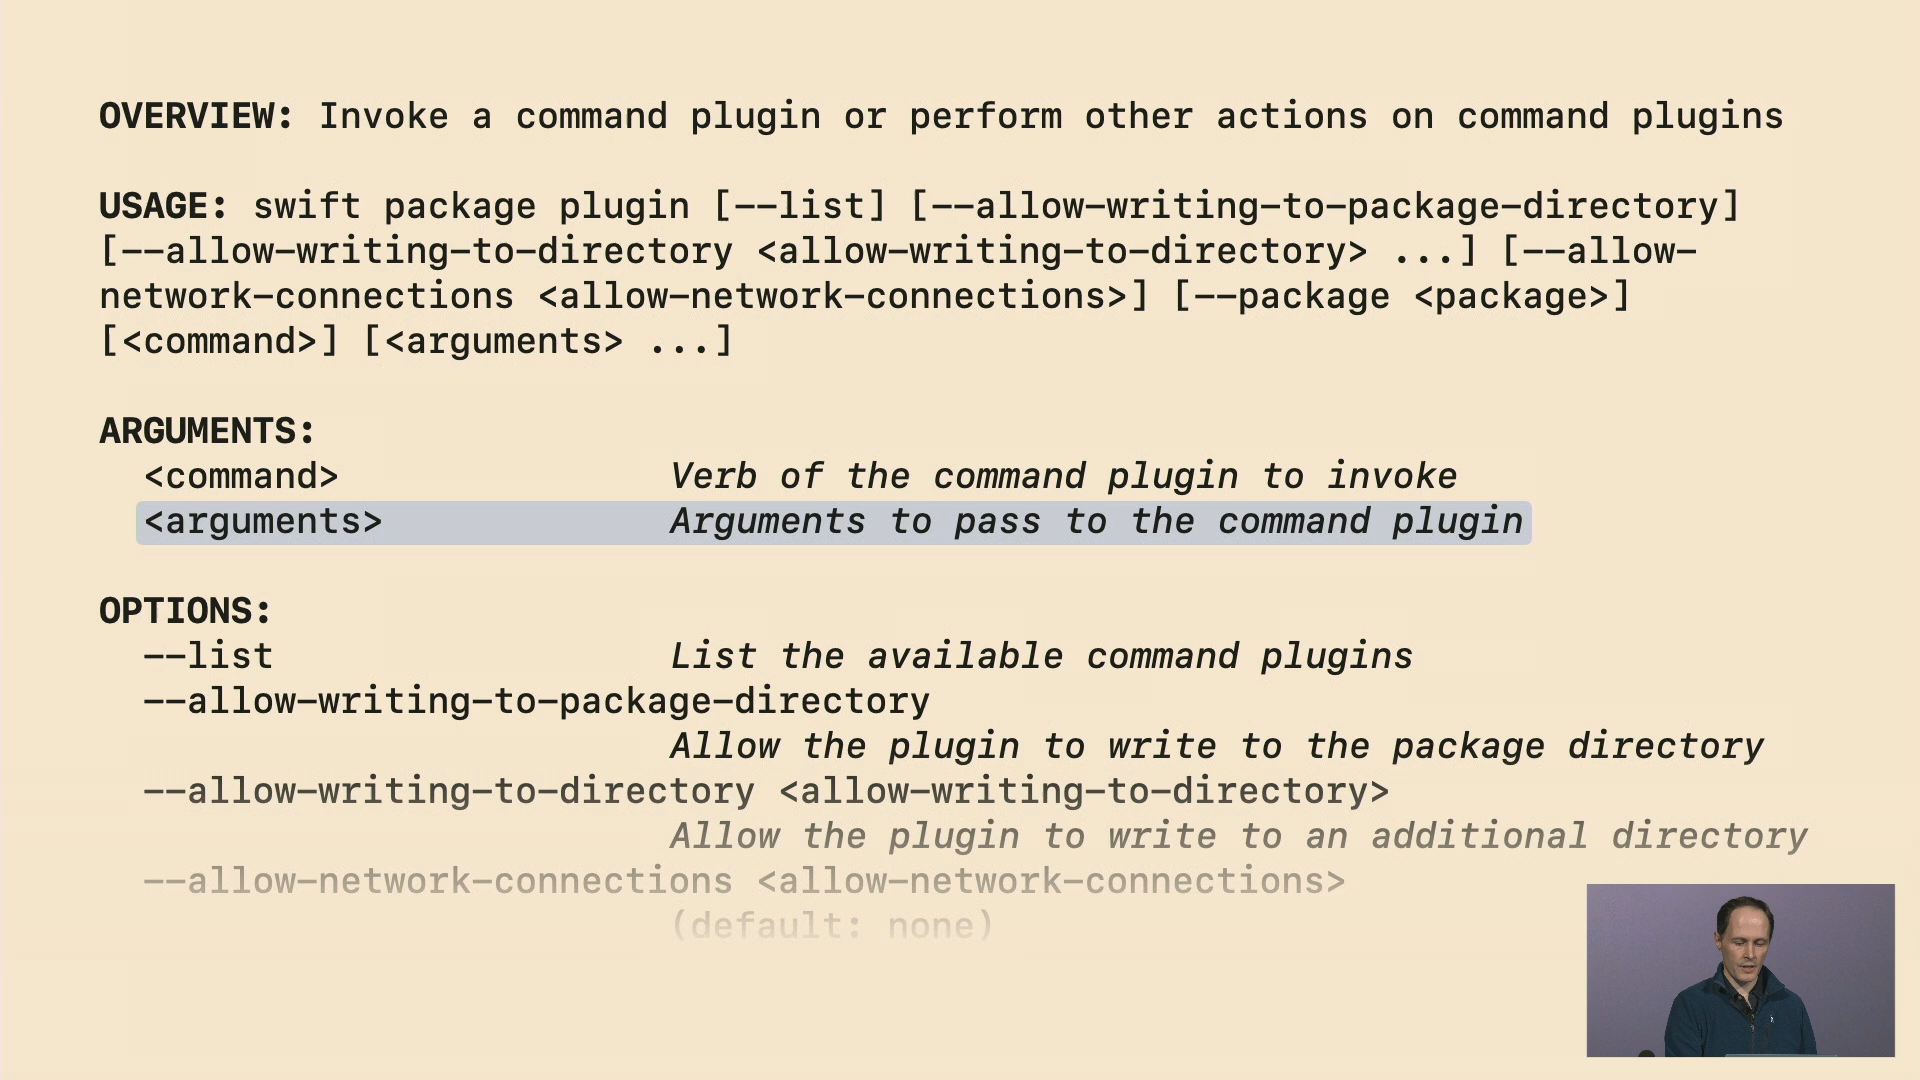 OVERVIEW: Invoke a command plugin or perform other actions on command plugins
USAGE: swift package plugin [--list] [--allow-writing-to-package-directory]
[--allow-writing-to-directory <allow-writing-to-directory> ...] [--allow-
network-connections <allow-network-connections>] [--package <package>]
[<command>] [<arguments> ...]
ARGUMENTS:
<command> Verb of the command plugin to invoke
<arguments> Arguments to pass to the command plugin
OPTIONS:
--list List the available command plugins
--allow-writing-to-package-directory
Allow the plugin to write to the package directory
--allow-writing-to-directory <allow-writing-to-directory>
Allow the plugin to write to an additional directory
--allow-network-connections <allow-network-connections>
(default: none)